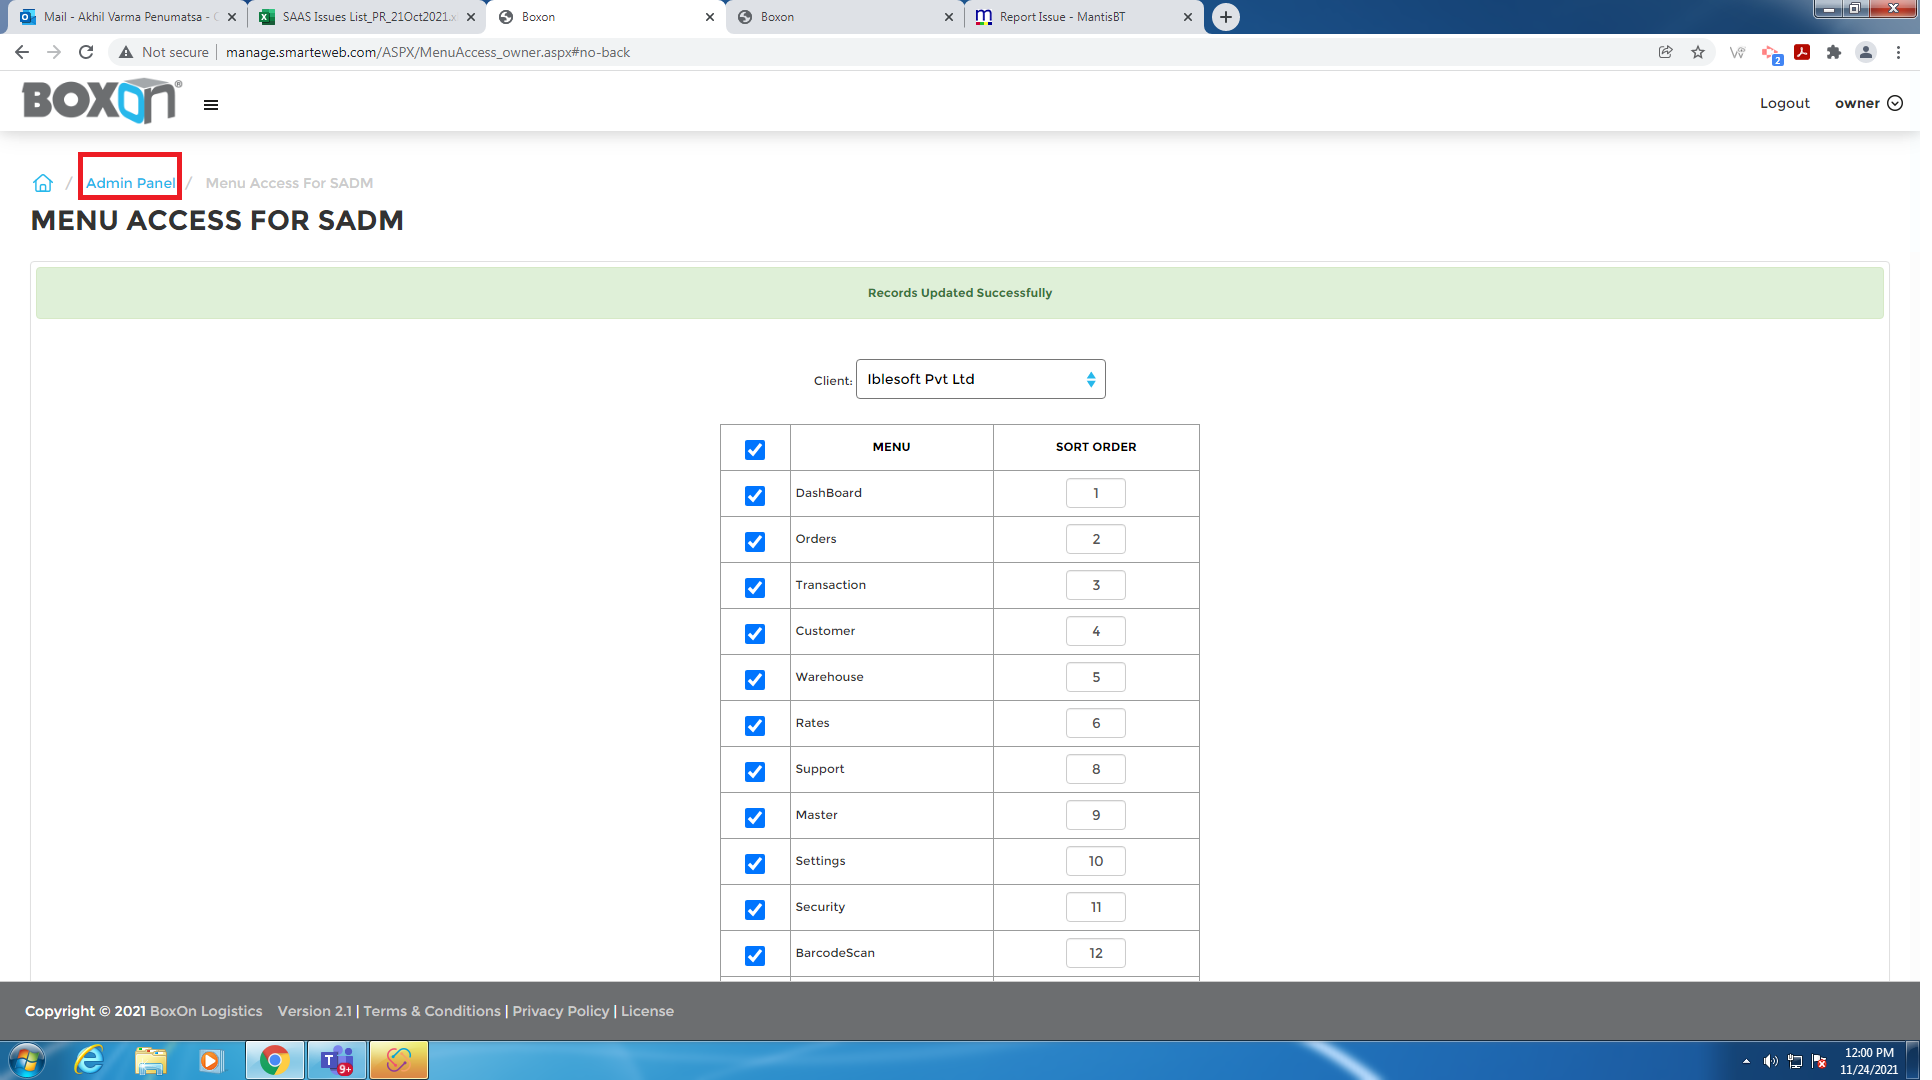 Mail - Akhil Varma Penumatsa -
SAAS Issues List_PR_21Oct2021.x
Boxon
Boxon
Report Issue - MantisBT
Not secure
manage.smarteweb.com/ASPX/MenuAccess_owner.aspx#no-back
2
BOXOn®
Logout
owner
/ Admin Panel / Menu Access For SADM
MENU ACCESS FOR SADM
Records Updated Successfully
Client: Iblesoft Pvt Ltd
MENU SORT ORDER
DashBoard 1
Orders 2
Transaction 3
Customer 4
Warehouse 5
Rates 6
Support 8
Master 9
Settings 10
Security 11
BarcodeScan 12
Copyright © 2021 BoxOn Logistics Version 2.1 | Terms & Conditions | Privacy Policy | License
9+
12:00 PM
11/24/2021